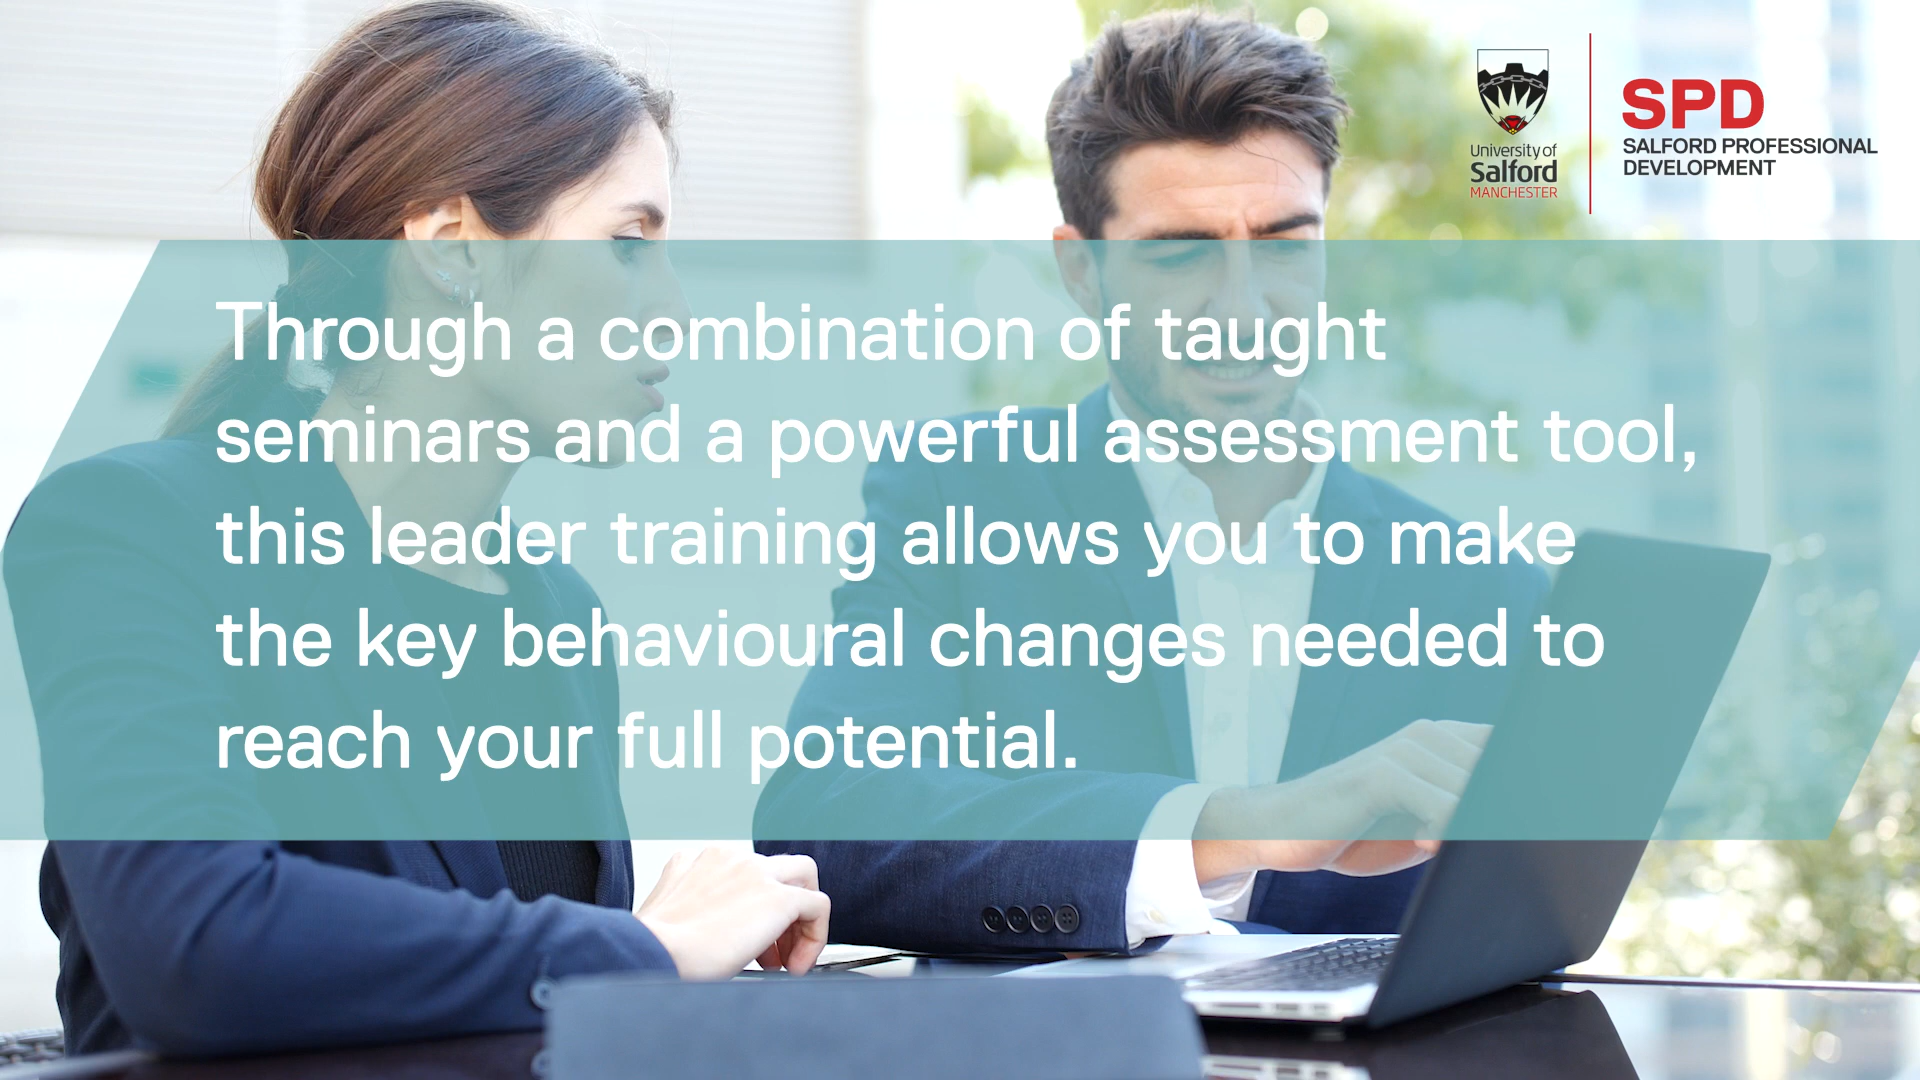 University of
Salford
MANCHESTER
SPD
SALFORD PROFESSIONAL
DEVELOPMENT
Through a combination of taught
seminars and a powerful assessment tool,
this leader training allows you to make
the key behavioural changes needed to
reach your full potential.